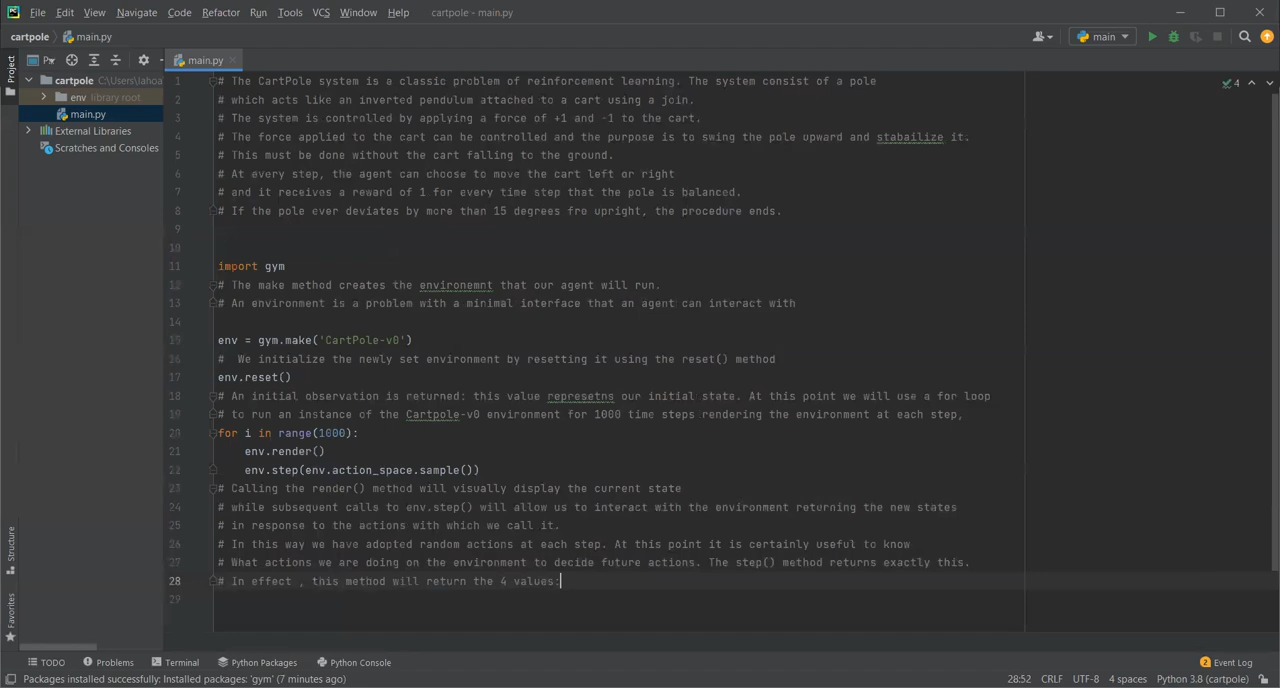 File Edit View Navigate Code Refactor Run Tools VCS Window Help cartpole - main.py
cartpole main.py main
Project
main.py
cartpole C:\Users\lahoa
env library root
main.py
External Libraries
Scratches and Consoles
4
1 # The CartPole system is a classic problem of reinforcement learning. The system consist of a pole
2 # which acts like an inverted pendulum attached to a cart using a join.
3 # The system is controlled by applying a force of +1 and -1 to the cart.
4 # The force applied to the cart can be controlled and the purpose is to swing the pole upward and stabailize it.
5 # This must be done without the cart falling to the ground.
6 # At every step, the agent can choose to move the cart left or right
7 # and it receives a reward of 1 for every time step that the pole is balanced.
8 # If the pole ever deviates by more than 15 degrees fro upright, the procedure ends.
9
10
11 import gym
12 # The make method creates the environemnt that our agent will run.
13 # An environment is a problem with a minimal interface that an agent can interact with
14
15 env = gym.make('CartPole-v0')
16 #  We initialize the newly set environment by resetting it using the reset() method
17 env.reset()
18 # An initial observation is returned: this value represetns our initial state. At this point we will use a for loop
19 # to run an instance of the Cartpole-v0 environment for 1000 time steps rendering the environment at each step,
20 for i in range(1000):
21     env.render()
22     env.step(env.action_space.sample())
23 # Calling the render() method will visually display the current state
24 # while subsequent calls to env.step() will allow us to interact with the environment returning the new states
25 # in response to the actions with which we call it.
26 # In this way we have adopted random actions at each step. At this point it is certainly useful to know
27 # What actions we are doing on the environment to decide future actions. The step() method returns exactly this.
28 # In effect , this method will return the 4 values:
29
Structure
Favorites
TODO Problems Terminal Python Packages Python Console 2 Event Log
Packages installed successfully: Installed packages: 'gym' (7 minutes ago) 28:52 CRLF UTF-8 4 spaces Python 3.8 (cartpole)